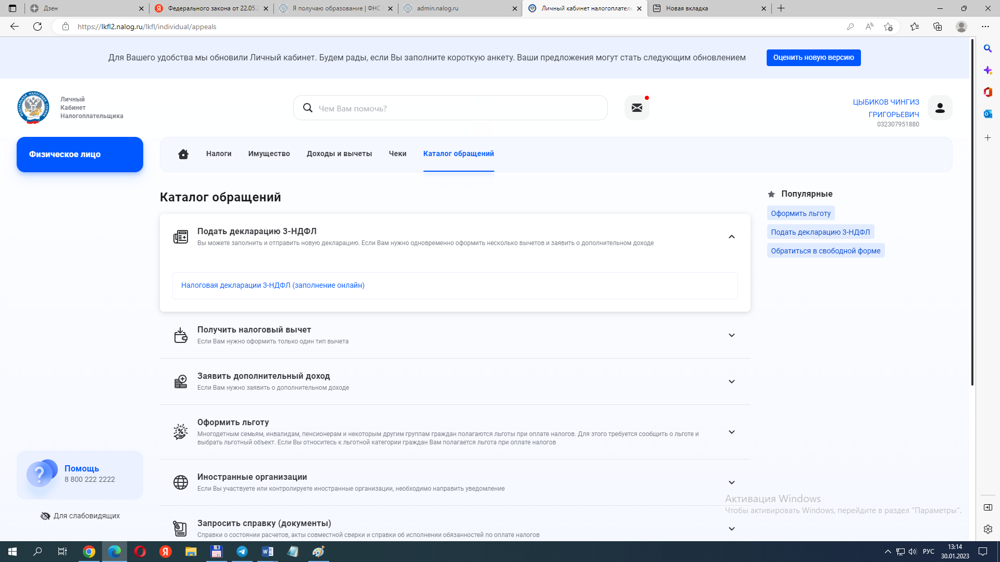 Дзен
Федерального закона от 22.05.2
Я получаю образование | ФНС
admin.nalog.ru
Личный кабинет налогоплатель
Новая вкладка
https://lkfl2.nalog.ru/lkfl/individual/appeals
Для Вашего удобства мы обновили Личный кабинет. Будем рады, если Вы заполните короткую анкету. Ваши предложения могут стать следующим обновлением
Оценить новую версию
Личный
Кабинет
Налогоплательщика
Чем Вам помочь?
ЦЫБИКОВ ЧИНГИЗ
ГРИГОРЬЕВИЧ
032307951880
Физическое лицо
Налоги
Имущество
Доходы и вычеты
Чеки
Каталог обращений
Каталог обращений
Подать декларацию 3-НДФЛ
Вы можете заполнить и отправить новую декларацию. Если Вам нужно одновременно оформить несколько вычетов и заявить о дополнительном доходе
Налоговая декларации 3-НДФЛ (заполнение онлайн)
Получить налоговый вычет
Если Вам нужно оформить только один тип вычета
Заявить дополнительный доход
Если Вам нужно заявить о дополнительном доходе
Оформить льготу
Многодетным семьям, инвалидам, пенсионерам и некоторым другим группам граждан полагаются льготы при оплате налогов. Для этого требуется сообщить о льготе и
выбрать льготный объект. Если Вы относитесь к льготной категории граждан Вам полагается льгота при оплате налогов
Иностранные организации
Если Вы участвуете или контролируете иностранные организации, необходимо направить уведомление
Запросить справку (документы)
Справки о состоянии расчетов, акты совместной сверки и справки об исполнении обязанностей по оплате налогов
Популярные
Оформить льготу
Подать декларацию 3-НДФЛ
Обратиться в свободной форме
Помощь
8 800 222 2222
Для слабовидящих
Активация Windows
Чтобы активировать Windows, перейдите в раздел "Параметры".
РУС
13:14
30.01.2023